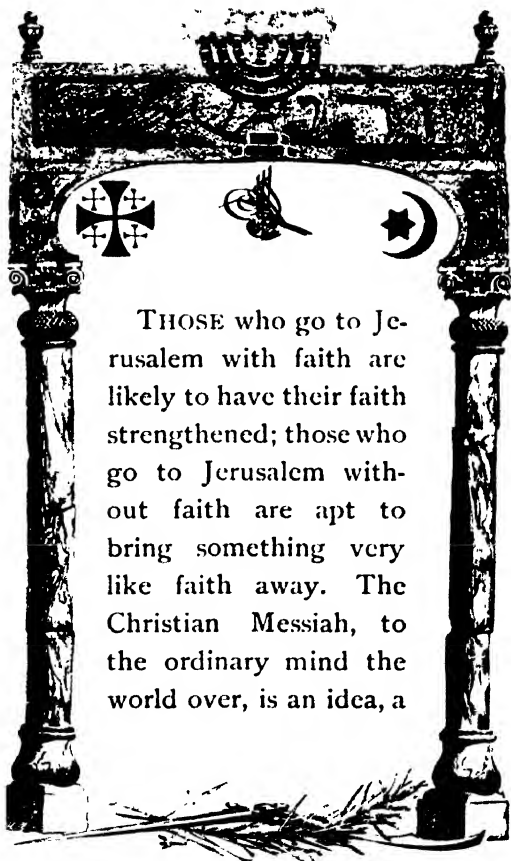 THOSE who go to Je-
rusalem with faith are
likely to have their faith
strengthened; those who
go to Jerusalem with-
out faith are apt to
bring something very
like faith away. The
Christian Messiah, to
the ordinary mind the
world over, is an idea, a